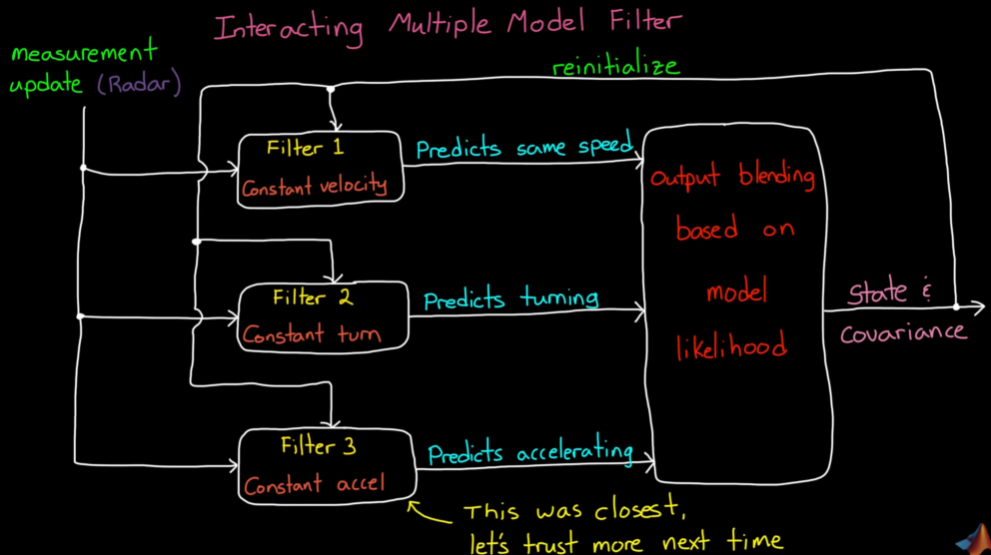 Interacting Multiple Model Filter
measurement
update (Radar)
reinitialize
Filter 1
Constant velocity
Predicts same speed
Filter 2
Constant turn
Predicts turning
Filter 3
Constant accel
Predicts accelerating
Output blending
based on
model
likelihood
State &
Covariance
This was closest,
let's trust more next time